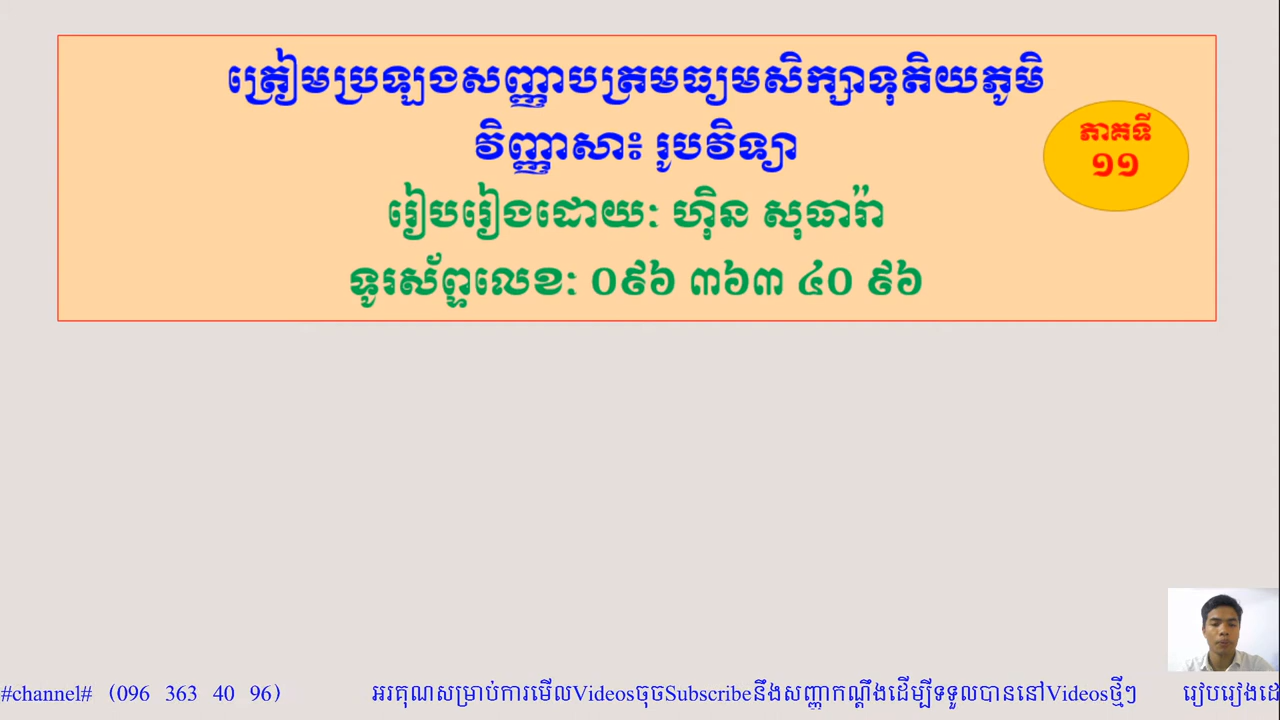 ត្រៀមប្រឡងសញ្ញាបត្រមធ្យមសិក្សាទុតិយភូមិ
វិញ្ញាសា៖ រូបវិទ្យា
ភាគទី
១១
រៀបរៀងដោយ: ហ៊ិន សុធារ៉ា
ទូរស័ព្ទលេខ: ០៩៦ ៣៦៣ ៤០ ៩៦
#channel# (096 363 40 96) អរគុណសម្រាប់ការមើលVideosចុចSubscribeនឹងសញ្ញាកណ្ដឹងដើម្បីទទួលបាននៅVideosថ្មីៗ រៀបរៀងដោ